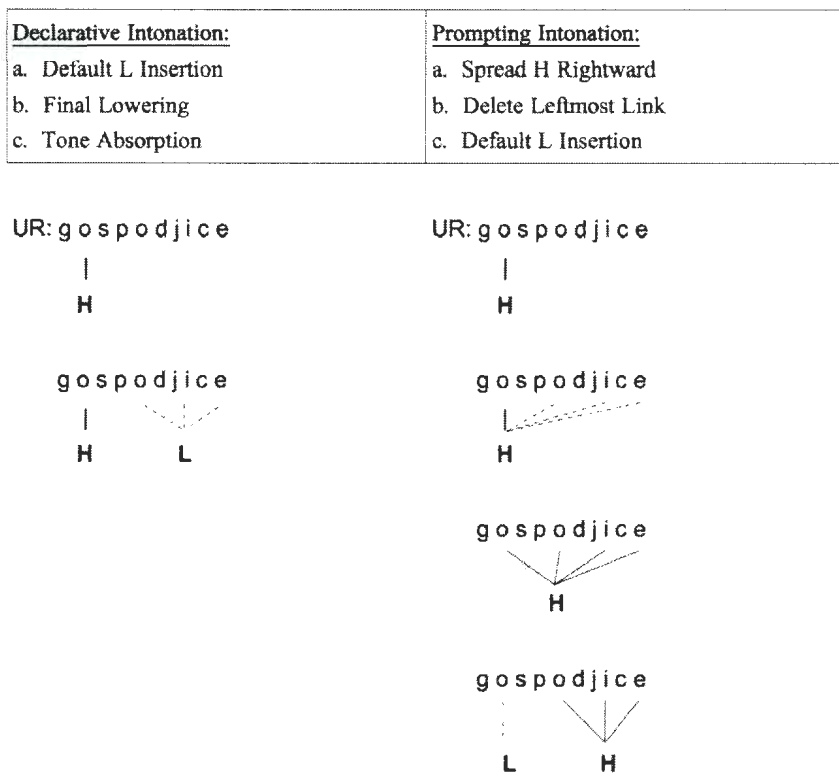 Declarative Intonation:
a. Default L Insertion
b. Final Lowering
c. Tone Absorption
Prompting Intonation:
a. Spread H Rightward
b. Delete Leftmost Link
c. Default L Insertion
UR: g o s p o d j i c e
H
g o s p o d j i c e
H L
UR: g o s p o d j i c e
H
g o s p o d j i c e
H
g o s p o d j i c e
H
g o s p o d j i c e
L H